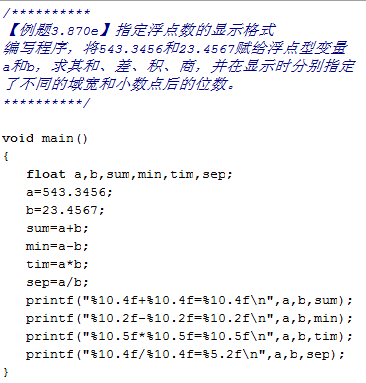 /**********
【例题3.870e】指定浮点数的显示格式
编写程序，将543.3456和23.4567赋给浮点型变量
a和b，求其和、差、积、商，并在显示时分别指定
了不同的域宽和小数点后的位数。
**********/
void main()
{
float a,b,sum,min,tim,sep;
a=543.3456;
b=23.4567;
sum=a+b;
min=a-b;
tim=a*b;
sep=a/b;
printf("%10.4f+%10.4f=%10.4f\n",a,b,sum);
printf("%10.2f-%10.2f=%10.2f\n",a,b,min);
printf("%10.5f*%10.5f=%10.5f\n",a,b,tim);
printf("%10.4f/%10.4f=%5.2f\n",a,b,sep);
}